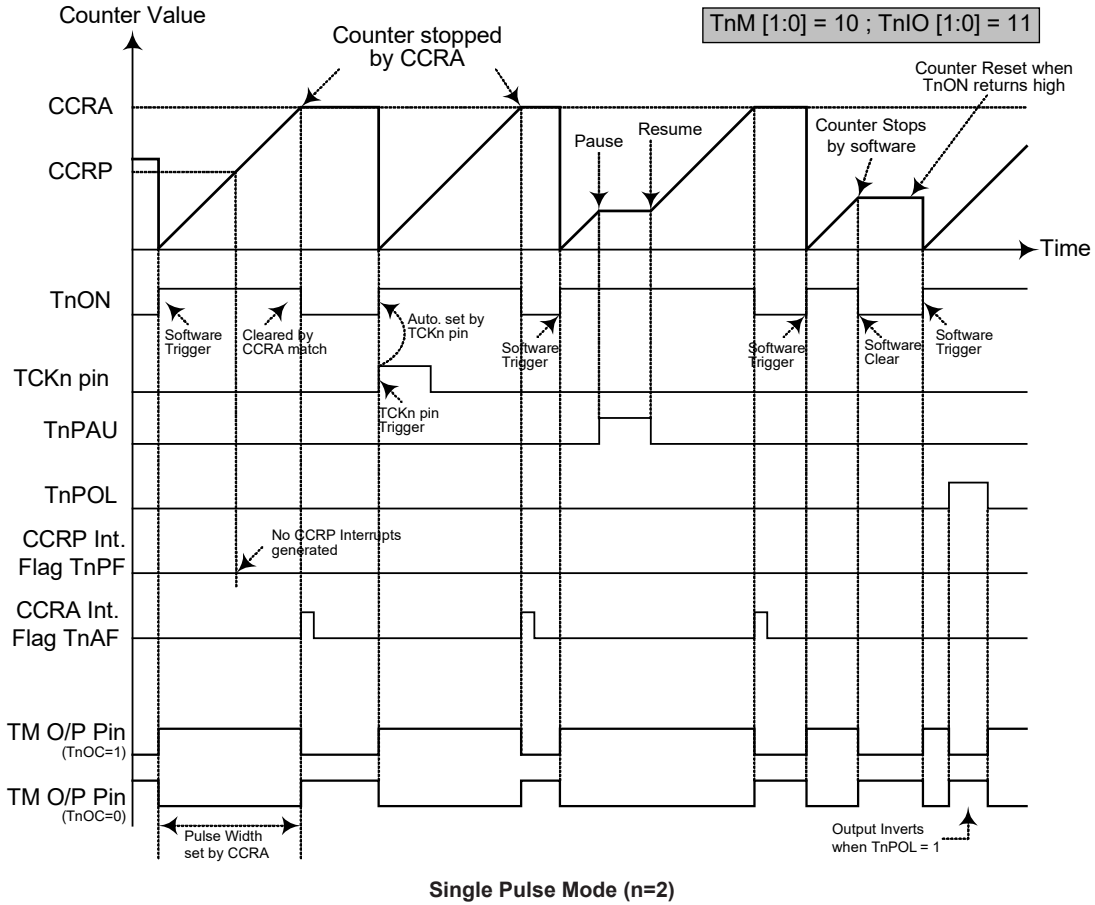 Counter Value
TnM [1:0] = 10 ; TnIO [1:0] = 11
Counter stopped
by CCRA
Counter Reset when
TnON returns high
CCRA
Counter Stops
by software
Pause
Resume
CCRP
Time
TnON
Software
Trigger
Cleared by
CCRA match
Auto. set by
TCKn pin
Software
Trigger
Software
Trigger
Software
Clear
Software
Trigger
TCKn pin
TCKn pin
Trigger
TnPAU
TnPOL
No CCRP Interrupts
generated
CCRP Int.
Flag TnPF
CCRA Int.
Flag TnAF
TM O/P Pin
(TnOC=1)
TM O/P Pin
(TnOC=0)
Pulse Width
set by CCRA
Output Inverts
when TnPOL = 1
Single Pulse Mode (n=2)